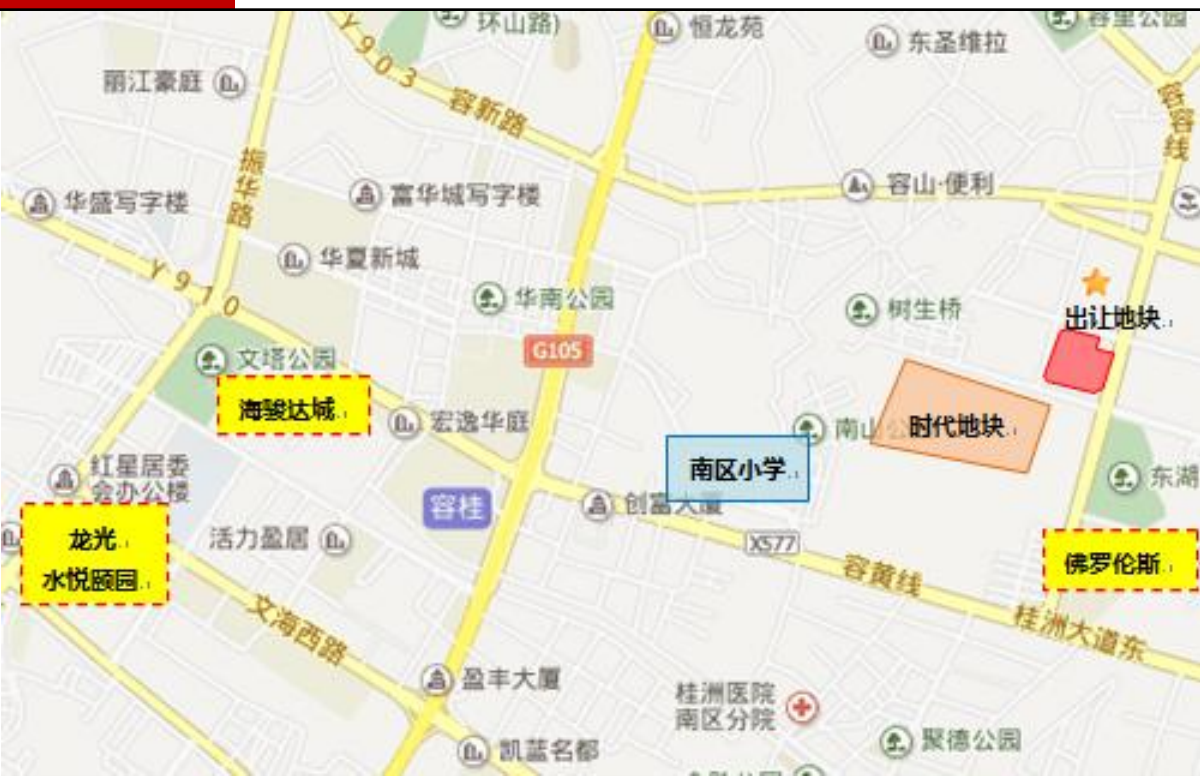 环山路)
恒龙苑
东圣维拉
容里公园
丽江豪庭
Y903
容新路
容容线
振华路
华盛写字楼
富华城写字楼
容山·便利
华夏新城
Y910
华南公园
树生桥
出让地块
G105
文塔公园
海骏达城
宏逸华庭
南山公
时代地块
南区小学
红星居委
会办公楼
东湖
容桂
创富大厦
龙光
水悦颐园
活力盈居
X577
容黄线
佛罗伦斯
文海西路
桂洲大道东
盈丰大厦
桂洲医院
南区分院
凯蓝名都
聚德公园